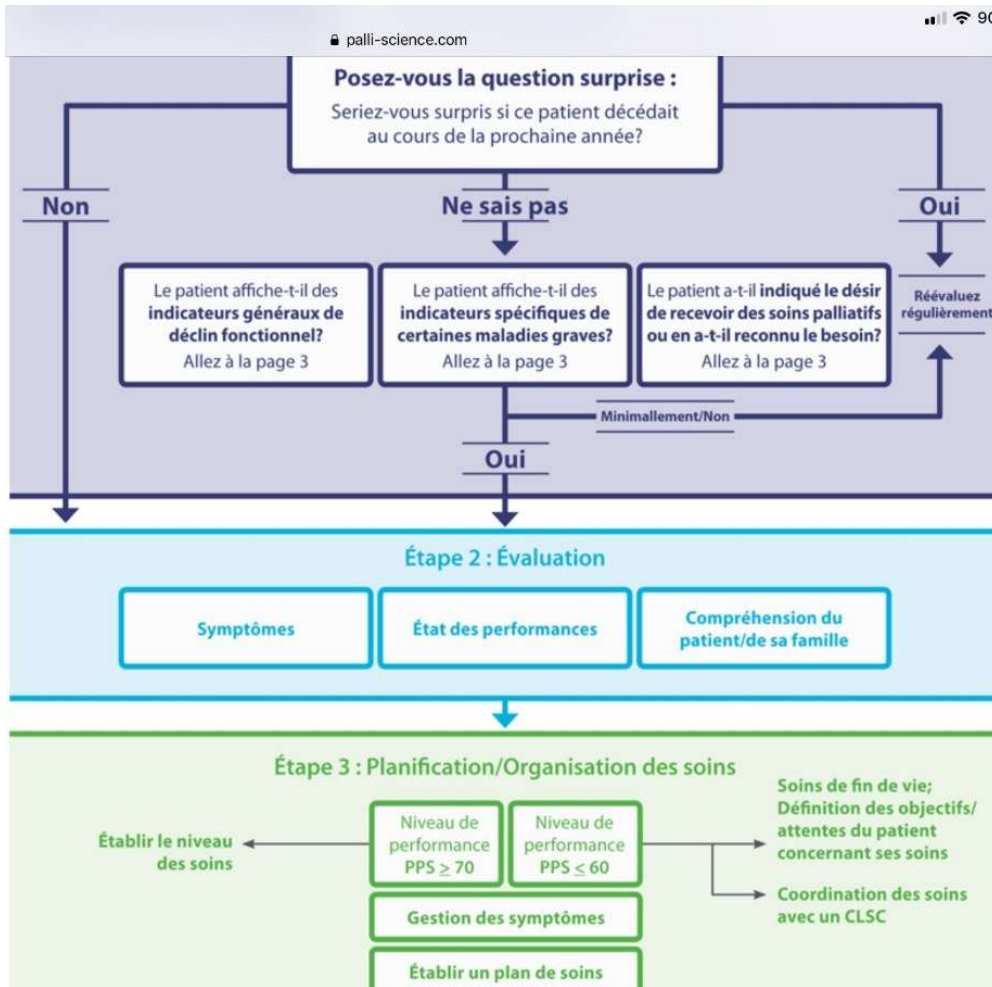 90
palli-science.com
Posez-vous la question surprise :
Seriez-vous surpris si ce patient décédait
au cours de la prochaine année?
Non
Ne sais pas
Oui
Le patient affiche-t-il des
indicateurs généraux de
déclin fonctionnel?
Allez à la page 3
Le patient affiche-t-il des
indicateurs spécifiques de
certaines maladies graves?
Allez à la page 3
Le patient a-t-il indiqué le désir
de recevoir des soins palliatifs
ou en a-t-il reconnu le besoin?
Allez à la page 3
Réévaluez
régulièrement
Minimallement/Non
Oui
Étape 2 : Évaluation
Symptômes
État des performances
Compréhension du
patient/de sa famille
Étape 3 : Planification/Organisation des soins
Établir le niveau
des soins
Niveau de
performance
PPS ≥ 70
Niveau de
performance
PPS ≤ 60
Soins de fin de vie;
Définition des objectifs/
attentes du patient
concernant ses soins
Coordination des soins
avec un CLSC
Gestion des symptômes
Établir un plan de soins